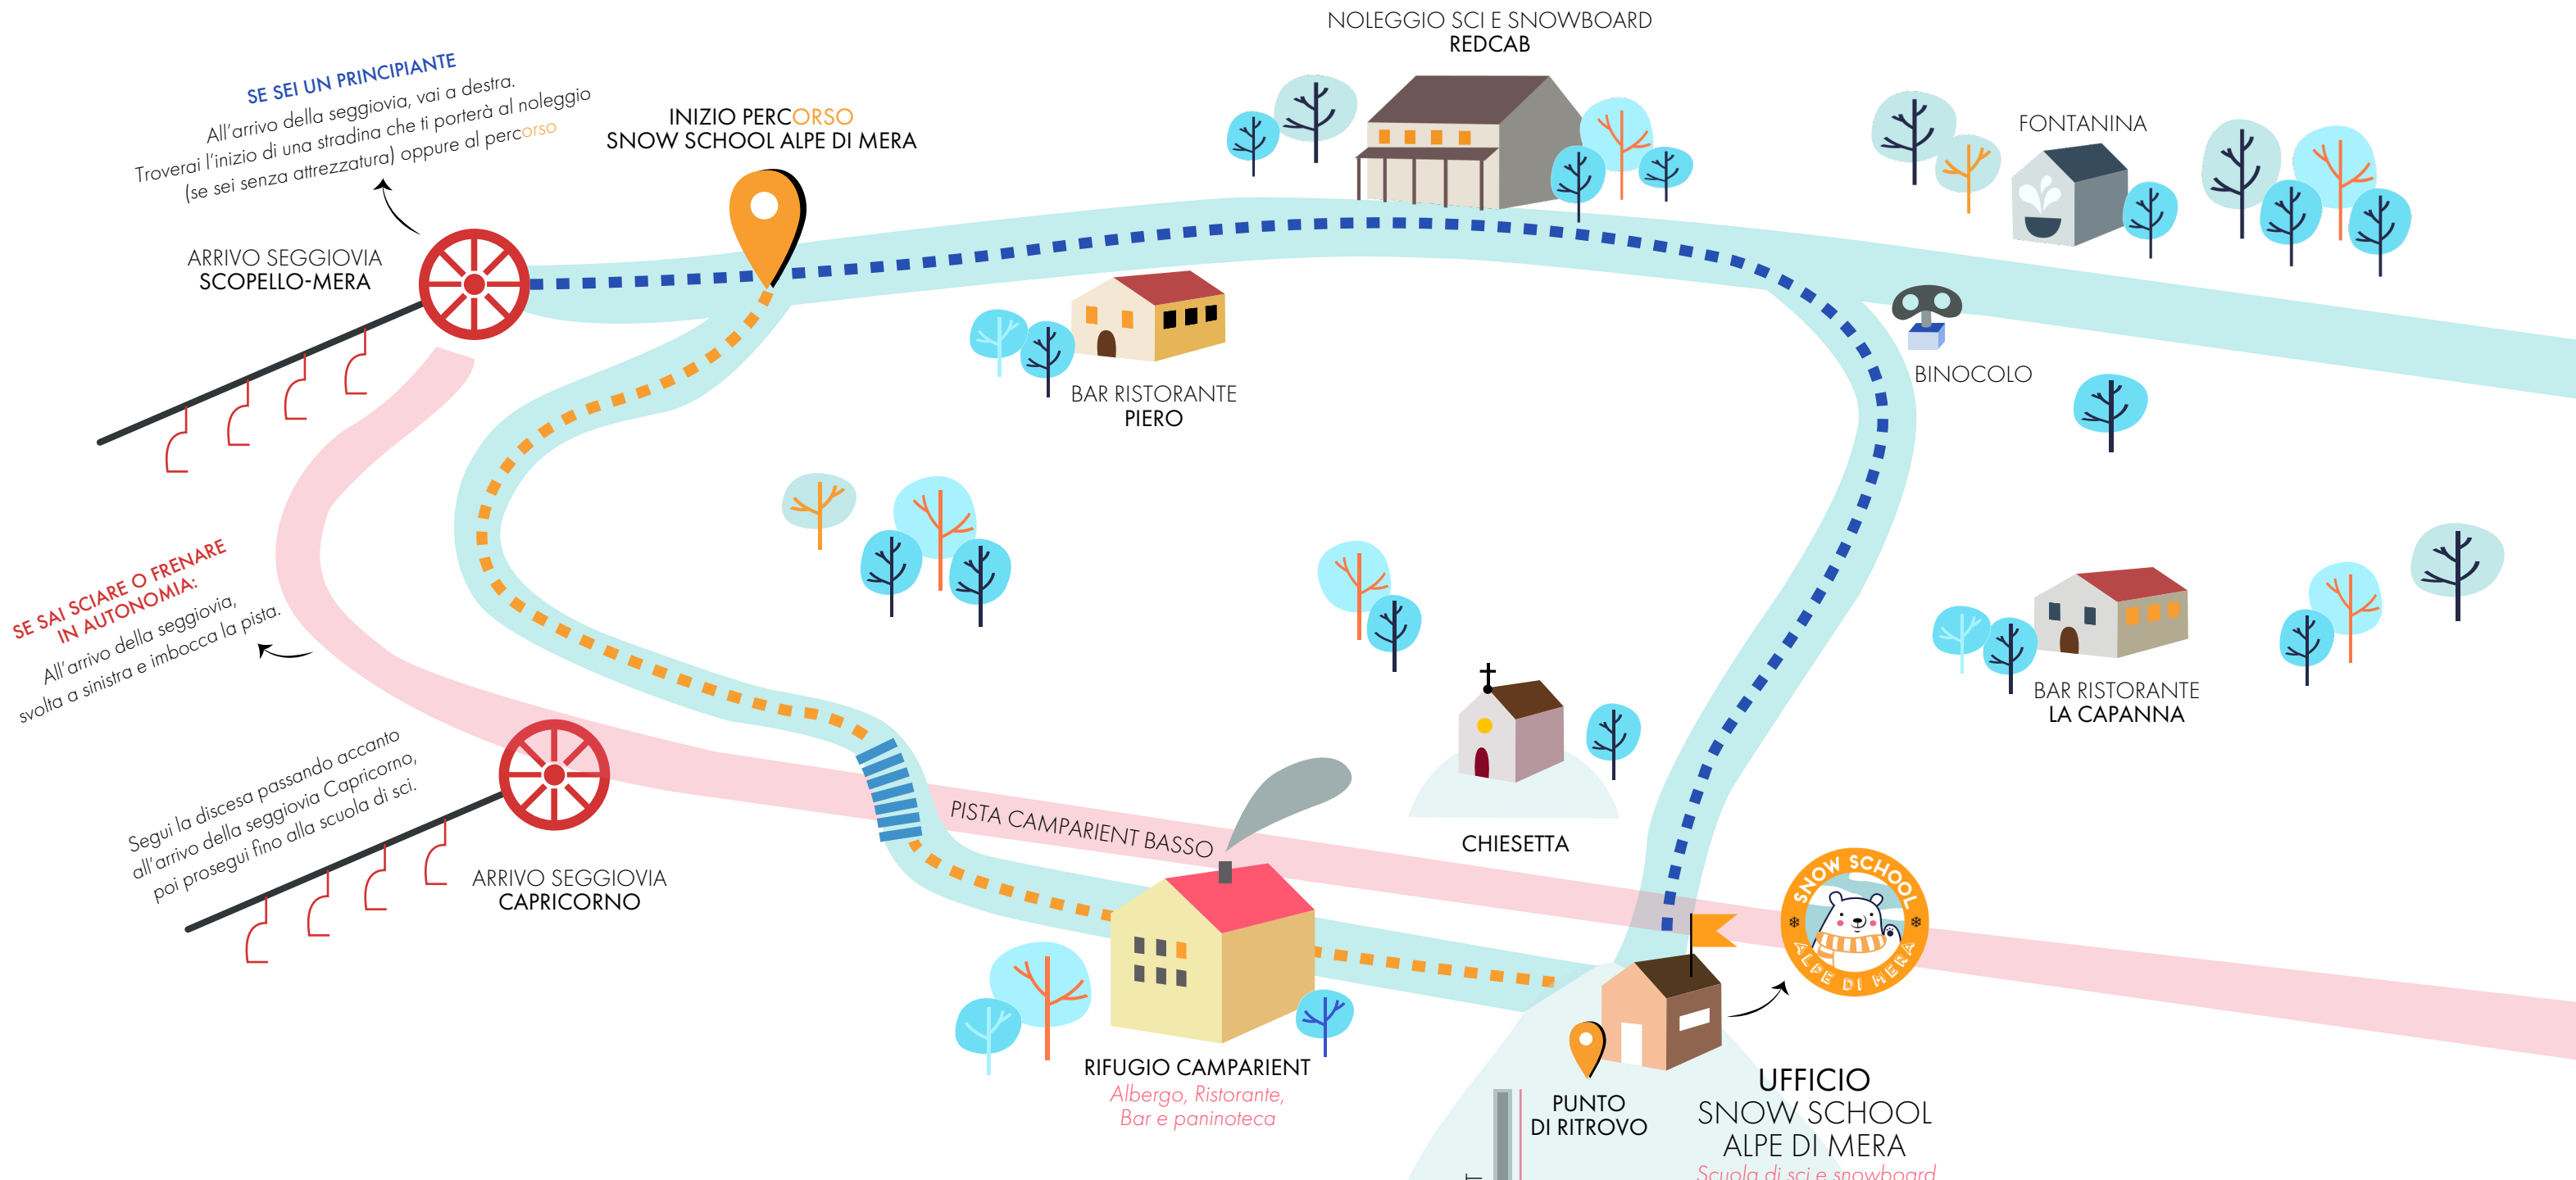 NOLEGGIO SCI E SNOWBOARD
REDCAB
SE SEI UN PRINCIPIANTE
All'arrivo della seggiovia, vai a destra.
Troverai l'inizio di una stradina che ti porterà al noleggio
(se sei senza attrezzatura) oppure al percorso
INIZIO PERCORSO
SNOW SCHOOL ALPE DI MERA
FONTANINA
ARRIVO SEGGIOVIA
SCOPELLO-MERA
BINOCOLO
BAR RISTORANTE
PIERO
SE SAI SCIARE O FRENARE
IN AUTONOMIA:
All'arrivo della seggiovia,
svolta a sinistra e imbocca la pista.
BAR RISTORANTE
LA CAPANNA
Segui la discesa passando accanto
all'arrivo della seggiovia Capricorno,
poi prosegui fino alla scuola di sci.
PISTA CAMPARIENT BASSO
CHIESETTA
ARRIVO SEGGIOVIA
CAPRICORNO
SNOW SCHOOL
ALPE DI MERA
RIFUGIO CAMPARIENT
Albergo, Ristorante,
Bar e paninoteca
PUNTO
DI RITROVO
UFFICIO
SNOW SCHOOL
ALPE DI MERA
Scuola di sci e snowboard